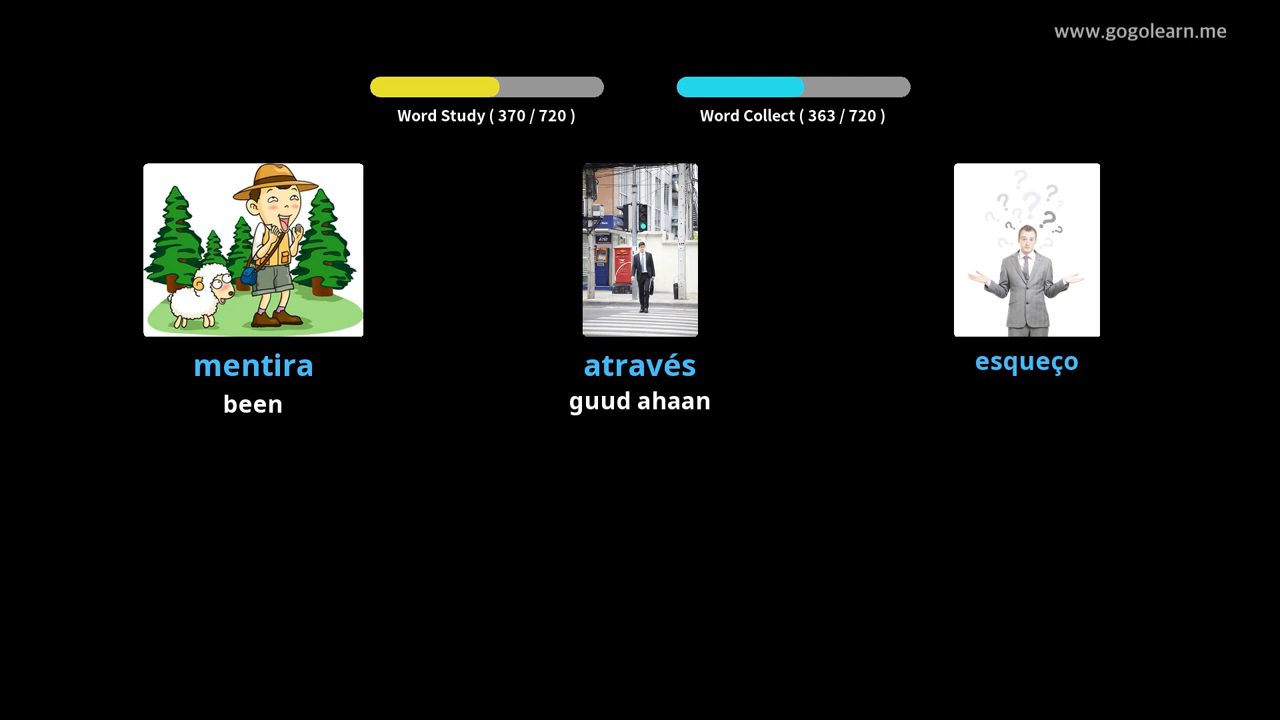 www.gogolearn.me
Word Study ( 370 / 720 )
Word Collect ( 363 / 720 )
mentira
através
esqueço
been
guud ahaan